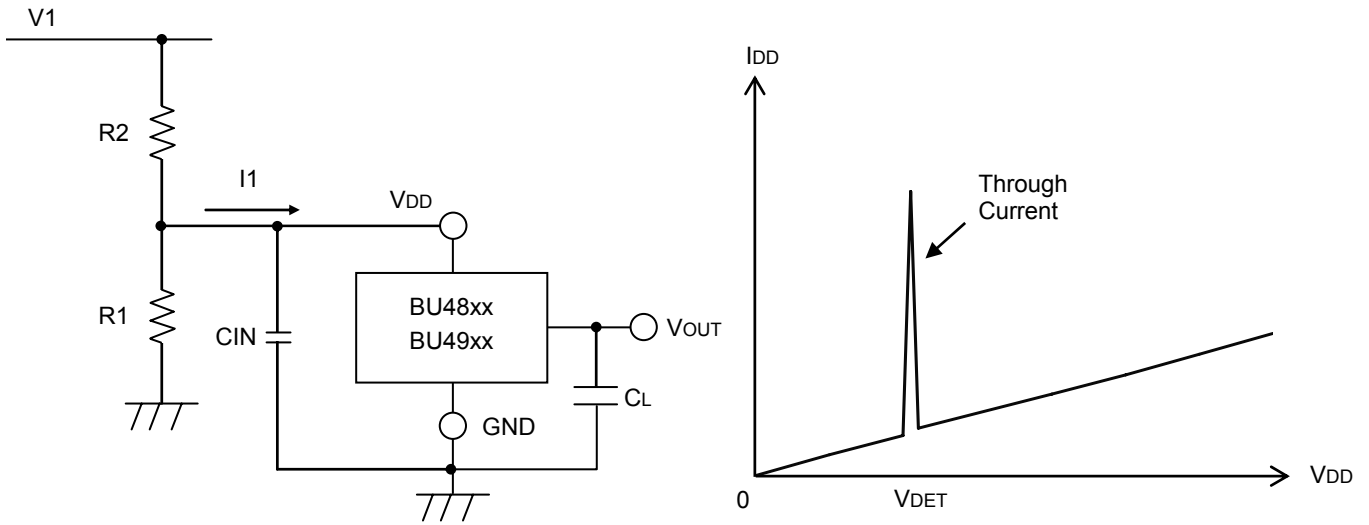 V1
R2
I1
VDD
R1
CIN
BU48xx
BU49xx
VOUT
CL
GND
IDD
Through
Current
0
VDET
VDD